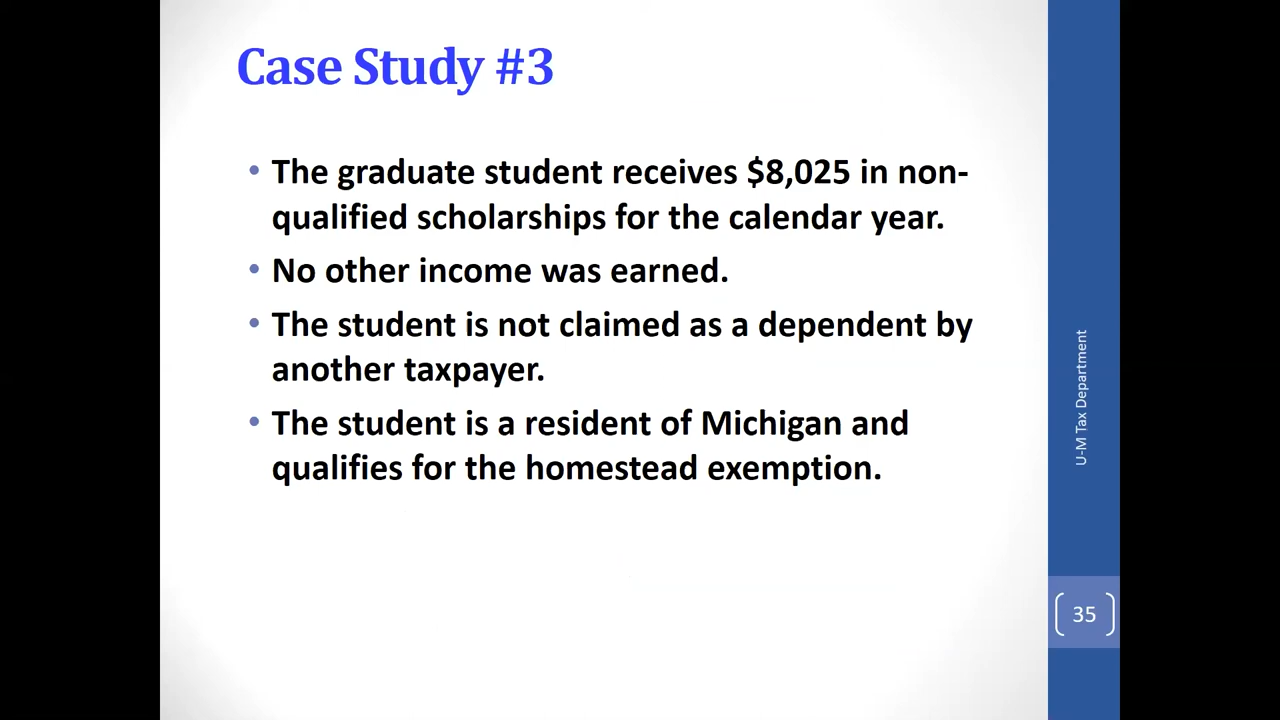 Case Study #3
• The graduate student receives $8,025 in non-
qualified scholarships for the calendar year.
• No other income was earned.
• The student is not claimed as a dependent by
another taxpayer.
• The student is a resident of Michigan and
qualifies for the homestead exemption.
U-M Tax Department
35